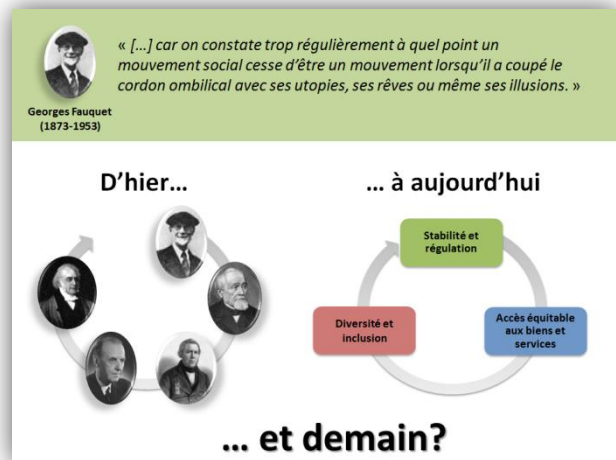 « […] car on constate trop régulièrement à quel point un
mouvement social cesse d’être un mouvement lorsqu’il a coupé le
cordon ombilical avec ses utopies, ses rêves ou même ses illusions. »
Georges Fauquet
(1873-1953)
D’hier…
… à aujourd’hui
Stabilité et
régulation
Diversité et
inclusion
Accès équitable
aux biens et
services
… et demain?